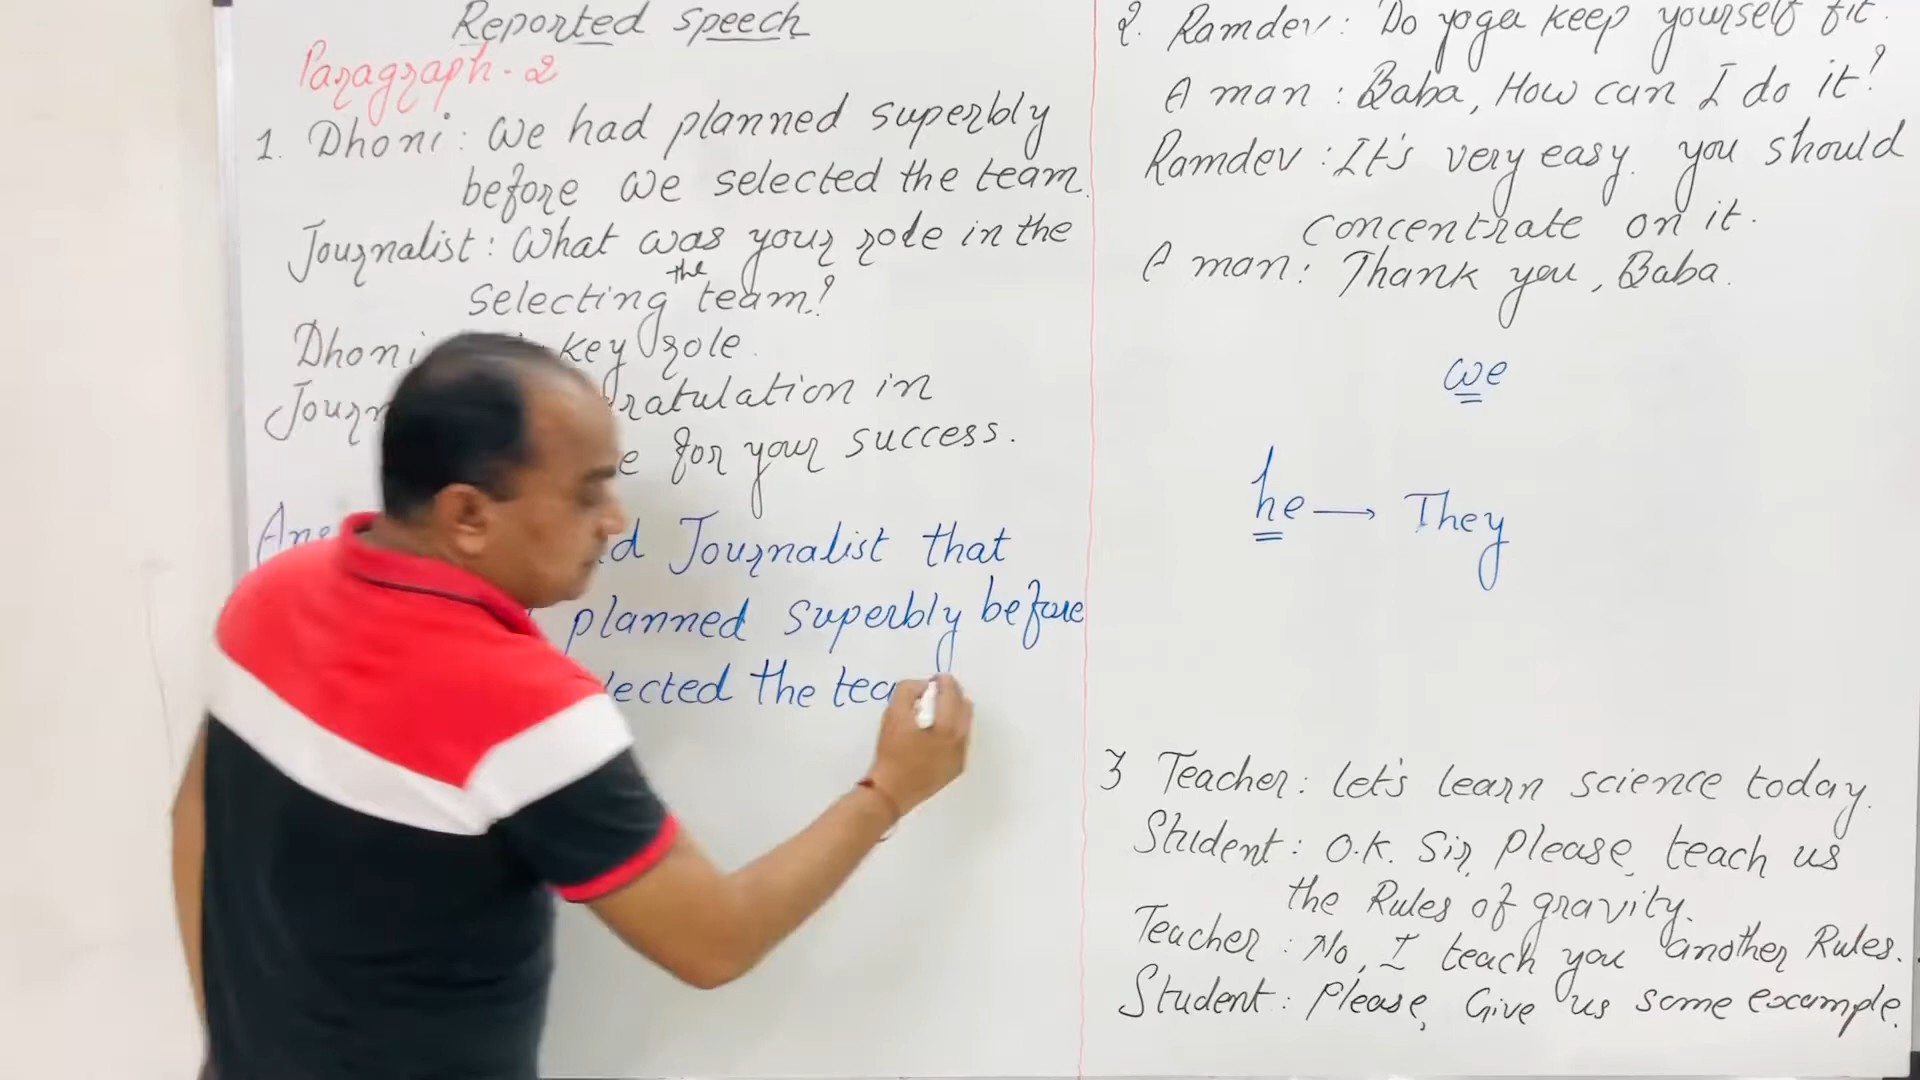 Reported speech
Paragraph-2
1. Dhoni: We had planned superbly
before we selected the team.
Journalist: What was your role in the
selecting the team?
Dhoni key role.
in
for your success.
Journalist that
planned superbly before
the
2. Ramdev: Do yoga keep yourself fit.
A man: Baba, How can I do it?
Ramdev: It's very easy. you should
concentrate on it.
A man: Thank you, Baba.
we
he → They
3 Teacher: Let's learn science today.
Student: O.K. Sir, Please, teach us
the Rules of gravity.
Teacher: No, I teach you another Rules.
Student: Please, Give us some example.